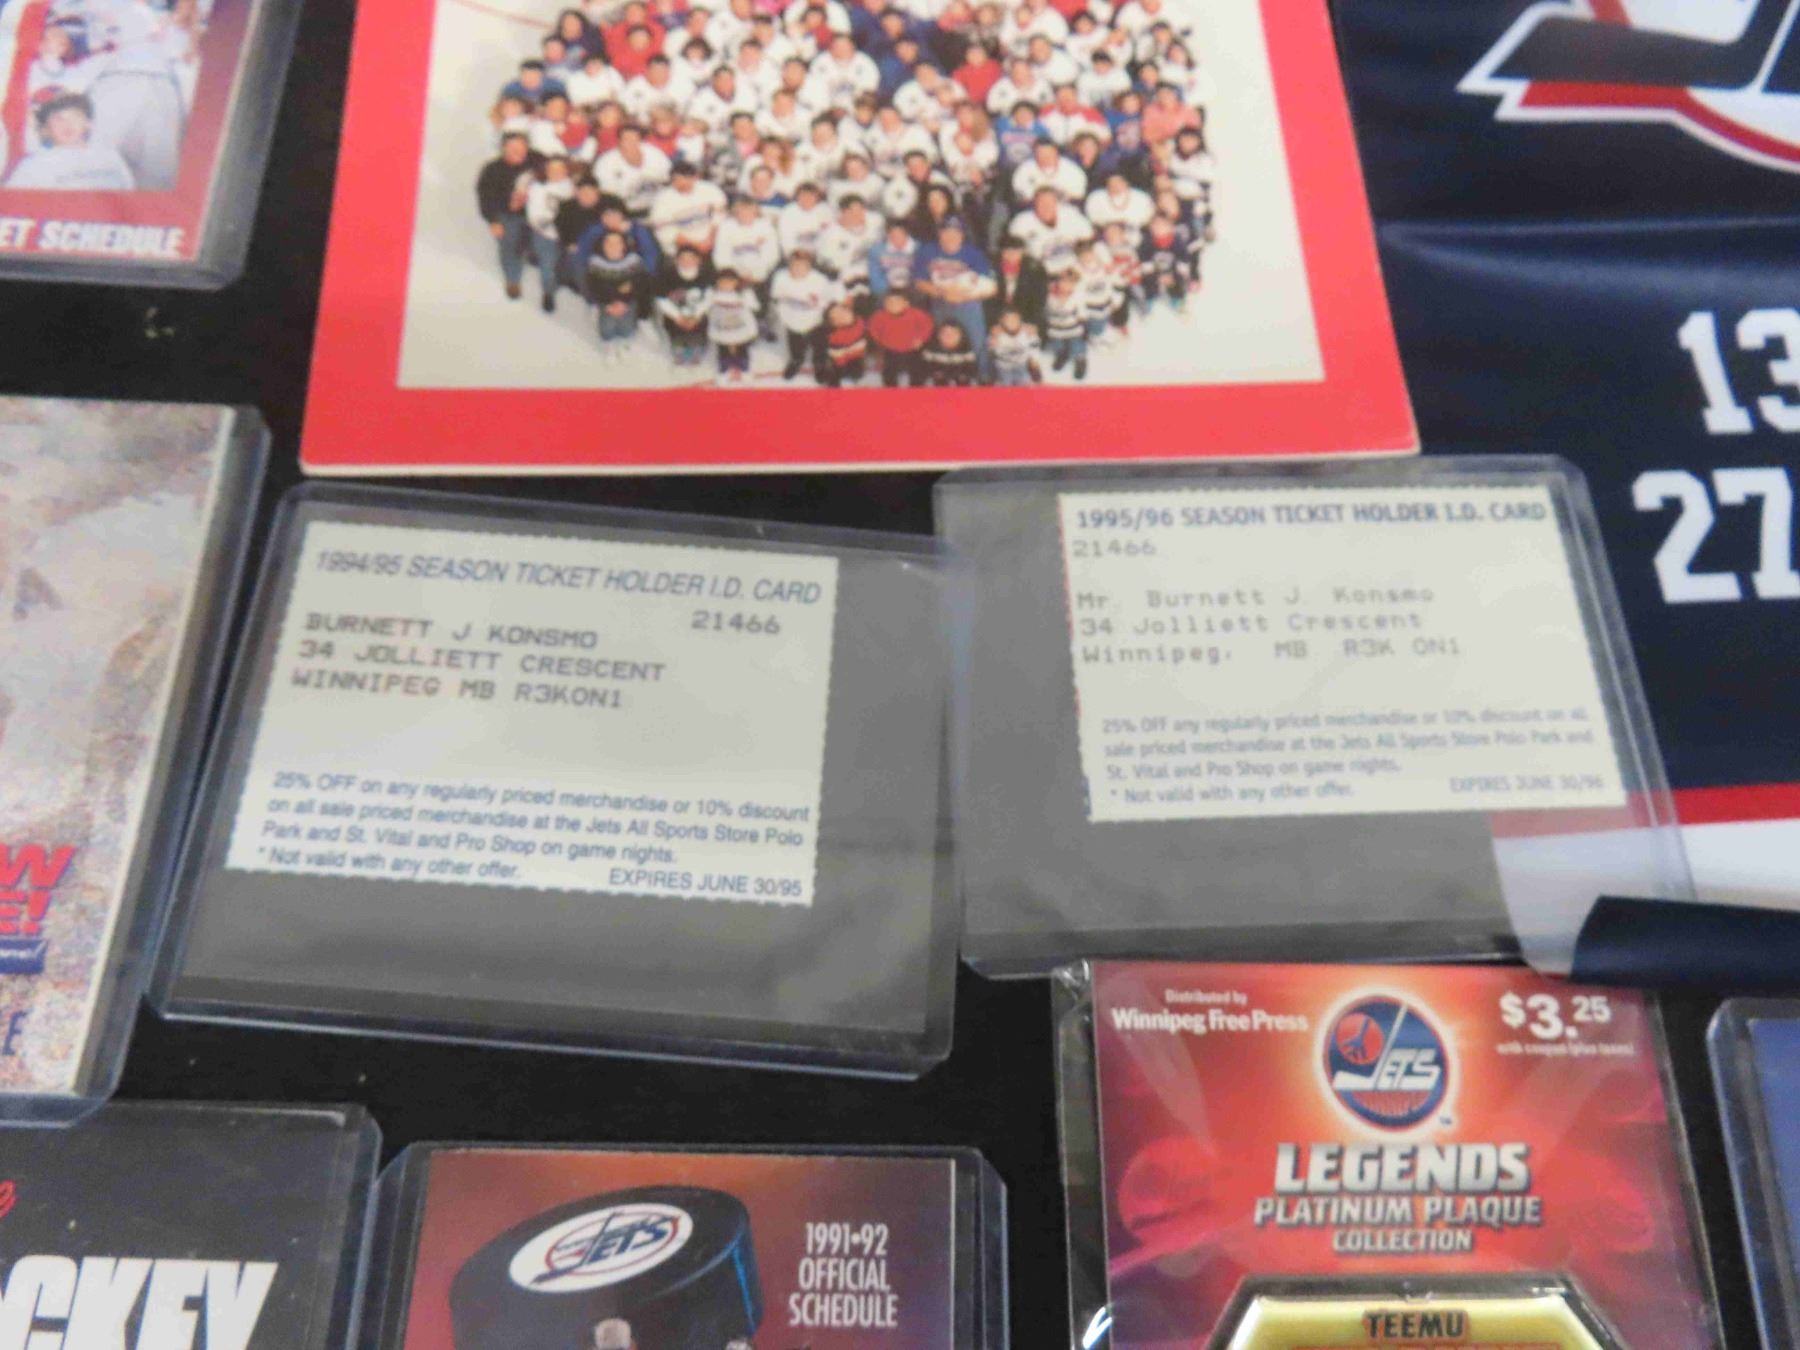 ET SCHEDULE
13
27
1994/95 SEASON TICKET HOLDER I.D. CARD
21466
BURNETT J KONSMO
34 JOLLIETT CRESCENT
WINNIPEG MB R3K0N1
25% OFF on any regularly priced merchandise or 10% discount
on all sale priced merchandise at the Jets All Sports Store Polo
Park and St. Vital and Pro Shop on game nights.
* Not valid with any other offer.
EXPIRES JUNE 30/95
1995/96 SEASON TICKET HOLDER I.D. CARD
21466
Mr. Burnett J. Konsmo
34 Jolliett Crescent
Winnipeg, MB R3K 0N1
25% OFF any regularly priced merchandise or 10% discount on all
sale priced merchandise at the Jets All Sports Store Polo Park and
St. Vital and Pro Shop on game nights.
* Not valid with any other offer.
EXPIRES JUNE 30/96
Distributed by
Winnipeg Free Press
JETS
WINNIPEG
$3.25
with coupon (plus taxes)
LEGENDS
PLATINUM PLAQUE
COLLECTION
TEEMU
CKEY
JETS
1991•92
OFFICIAL
SCHEDULE